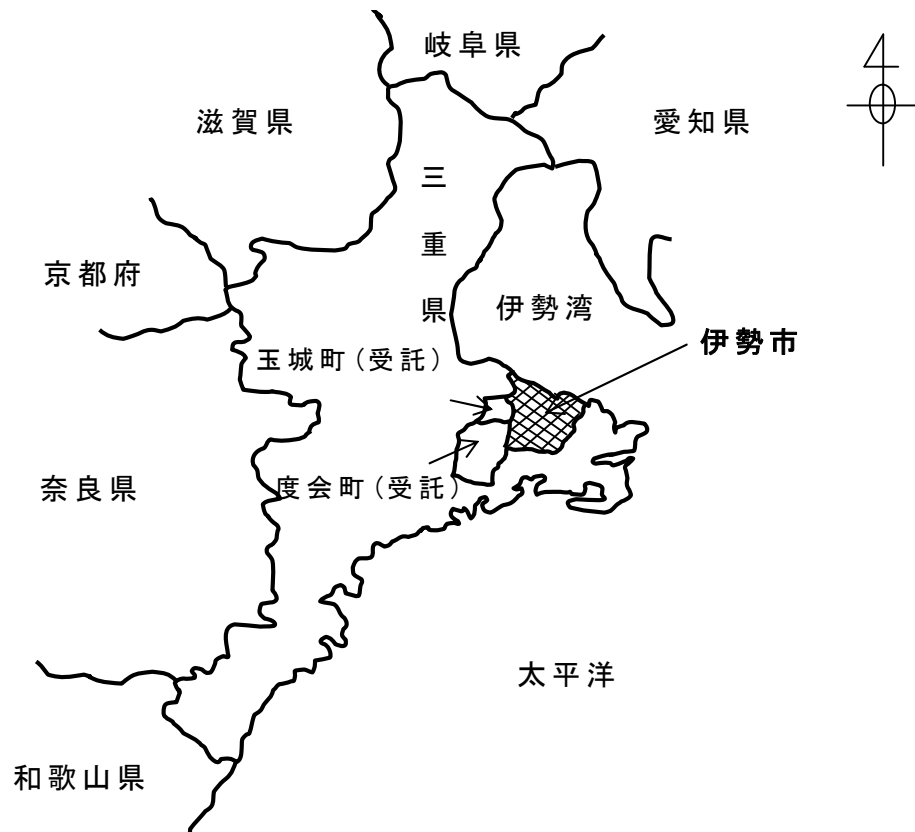 岐阜県
滋賀県
愛知県
三重県
京都府
伊勢湾
伊勢市
玉城町(受託)
奈良県
度会町(受託)
太平洋
和歌山県